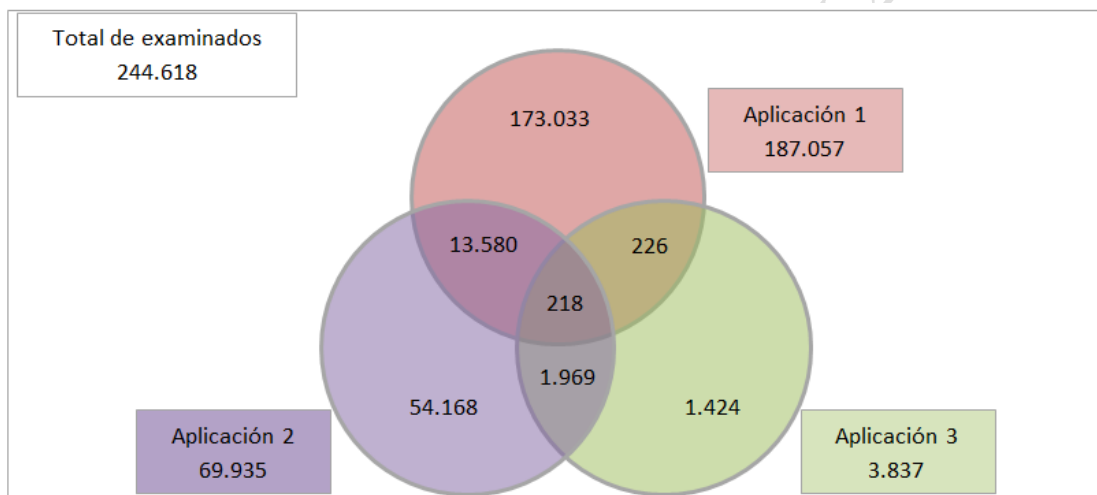 Total de examinados
244.618
173.033
Aplicación 1
187.057
13.580
226
218
1.969
54.168
1.424
Aplicación 2
69.935
Aplicación 3
3.837